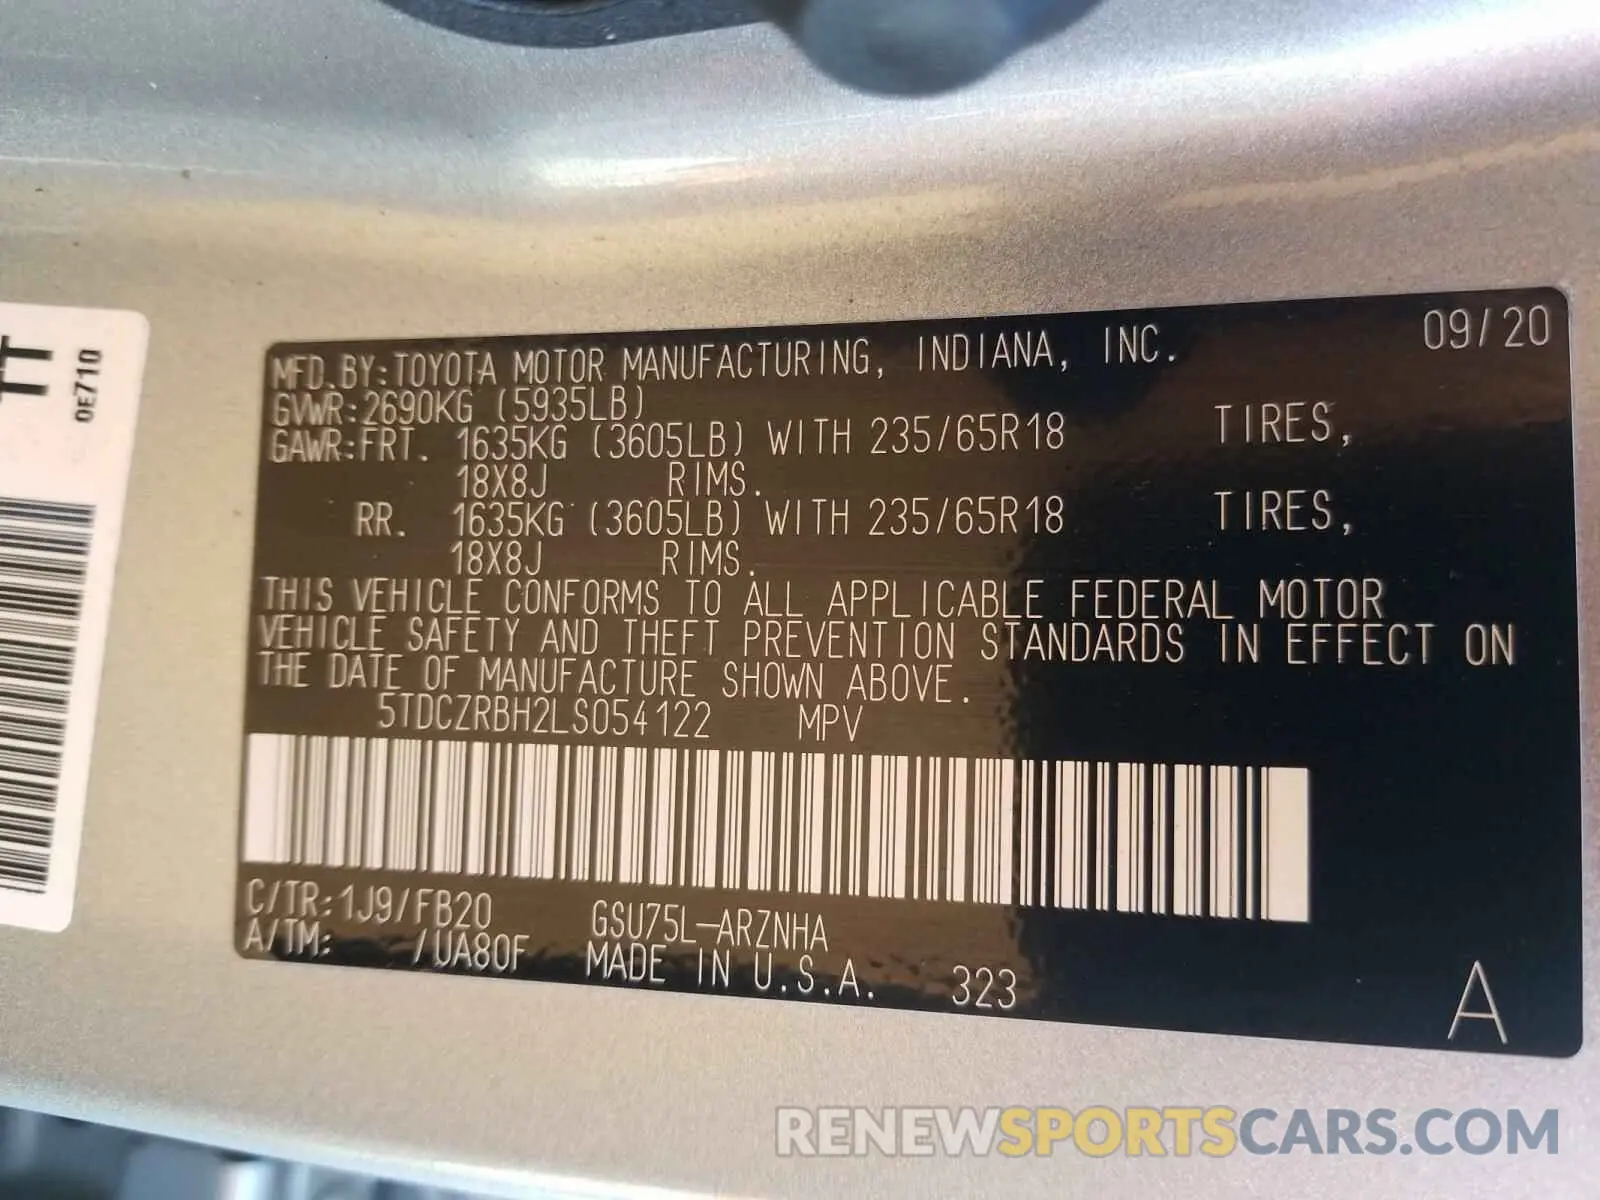 TT
0E710
09/20
MFD.BY:TOYOTA MOTOR MANUFACTURING, INDIANA, INC.
GVWR:2690KG (5935LB)
GAWR:FRT. 1635KG (3605LB) WITH 235/65R18 TIRES,
18X8J RIMS.
RR. 1635KG (3605LB) WITH 235/65R18 TIRES,
18X8J RIMS.
THIS VEHICLE CONFORMS TO ALL APPLICABLE FEDERAL MOTOR
VEHICLE SAFETY AND THEFT PREVENTION STANDARDS IN EFFECT ON
THE DATE OF MANUFACTURE SHOWN ABOVE.
5TDCZRBH2LS054122 MPV
C/TR:1J9/FB20 GSU75L-ARZNHA
A/TM: /UA80F MADE IN U.S.A. 323
A
RENEWSPORTSCARS.COM